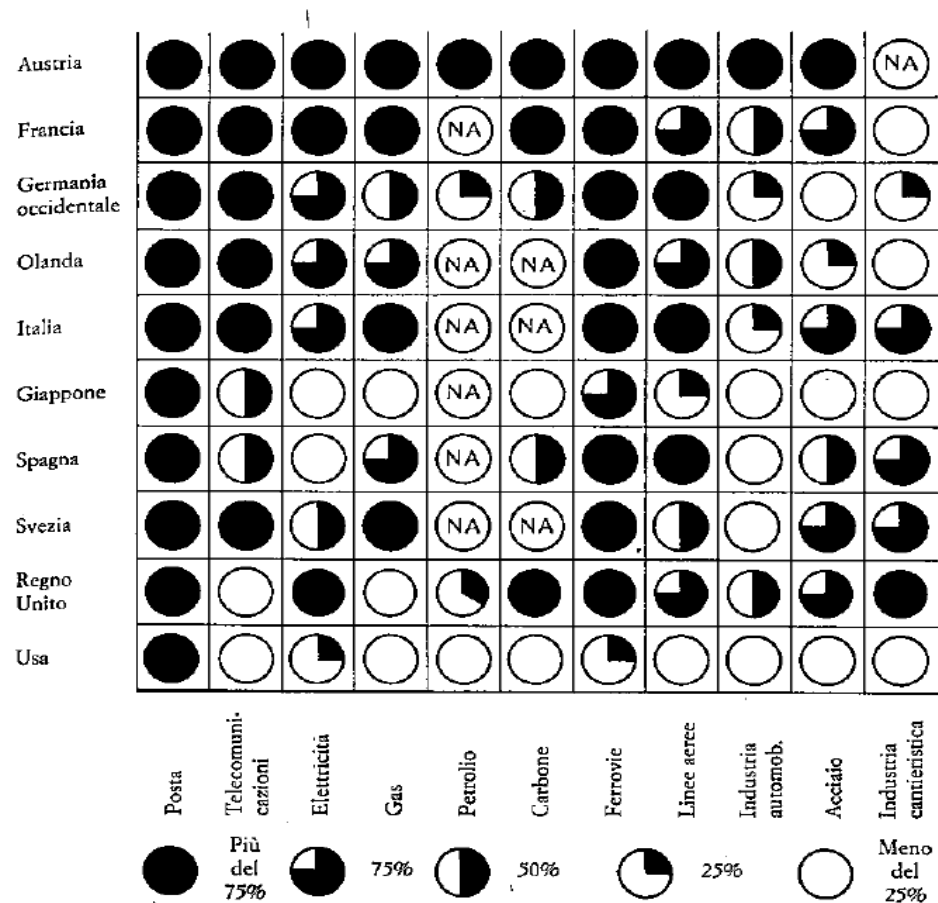 Austria
NA
Francia
NA
Germania
occidentale
Olanda
NA
NA
Italia
NA
NA
Giappone
NA
Spagna
NA
Svezia
NA
NA
Regno
Unito
Usa
Posta
Telecomuni-
cazioni
Elettricità
Gas
Petrolio
Carbone
Ferrovie
Linee aeree
Industria
automob.
Acciaio
Industria
cantieristica
Più
del
75%
75%
50%
25%
Meno
del
25%